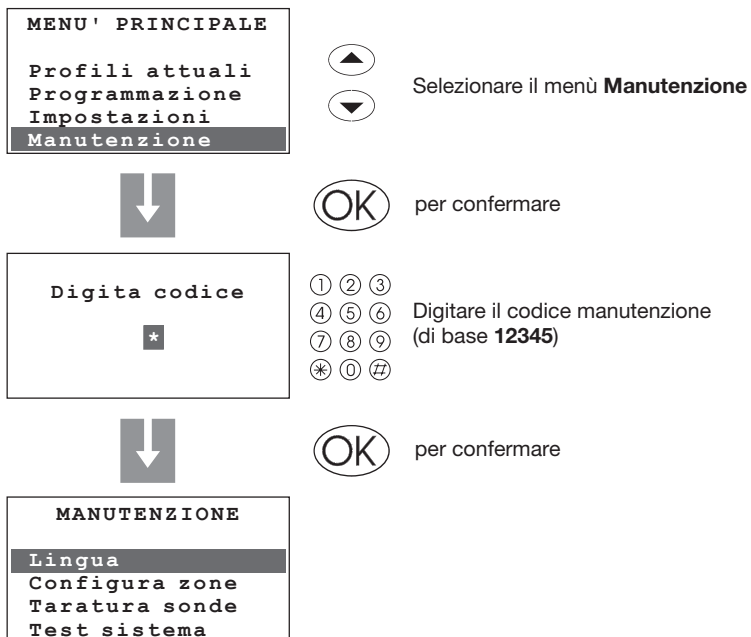 MENU' PRINCIPALE
Profili attuali
Programmazione
Impostazioni
Manutenzione
Selezionare il menù Manutenzione
OK
per confermare
Digita codice
*
1 2 3
4 5 6
7 8 9
* 0 #
Digitare il codice manutenzione
(di base 12345)
OK
per confermare
MANUTENZIONE
Lingua
Configura zone
Taratura sonde
Test sistema